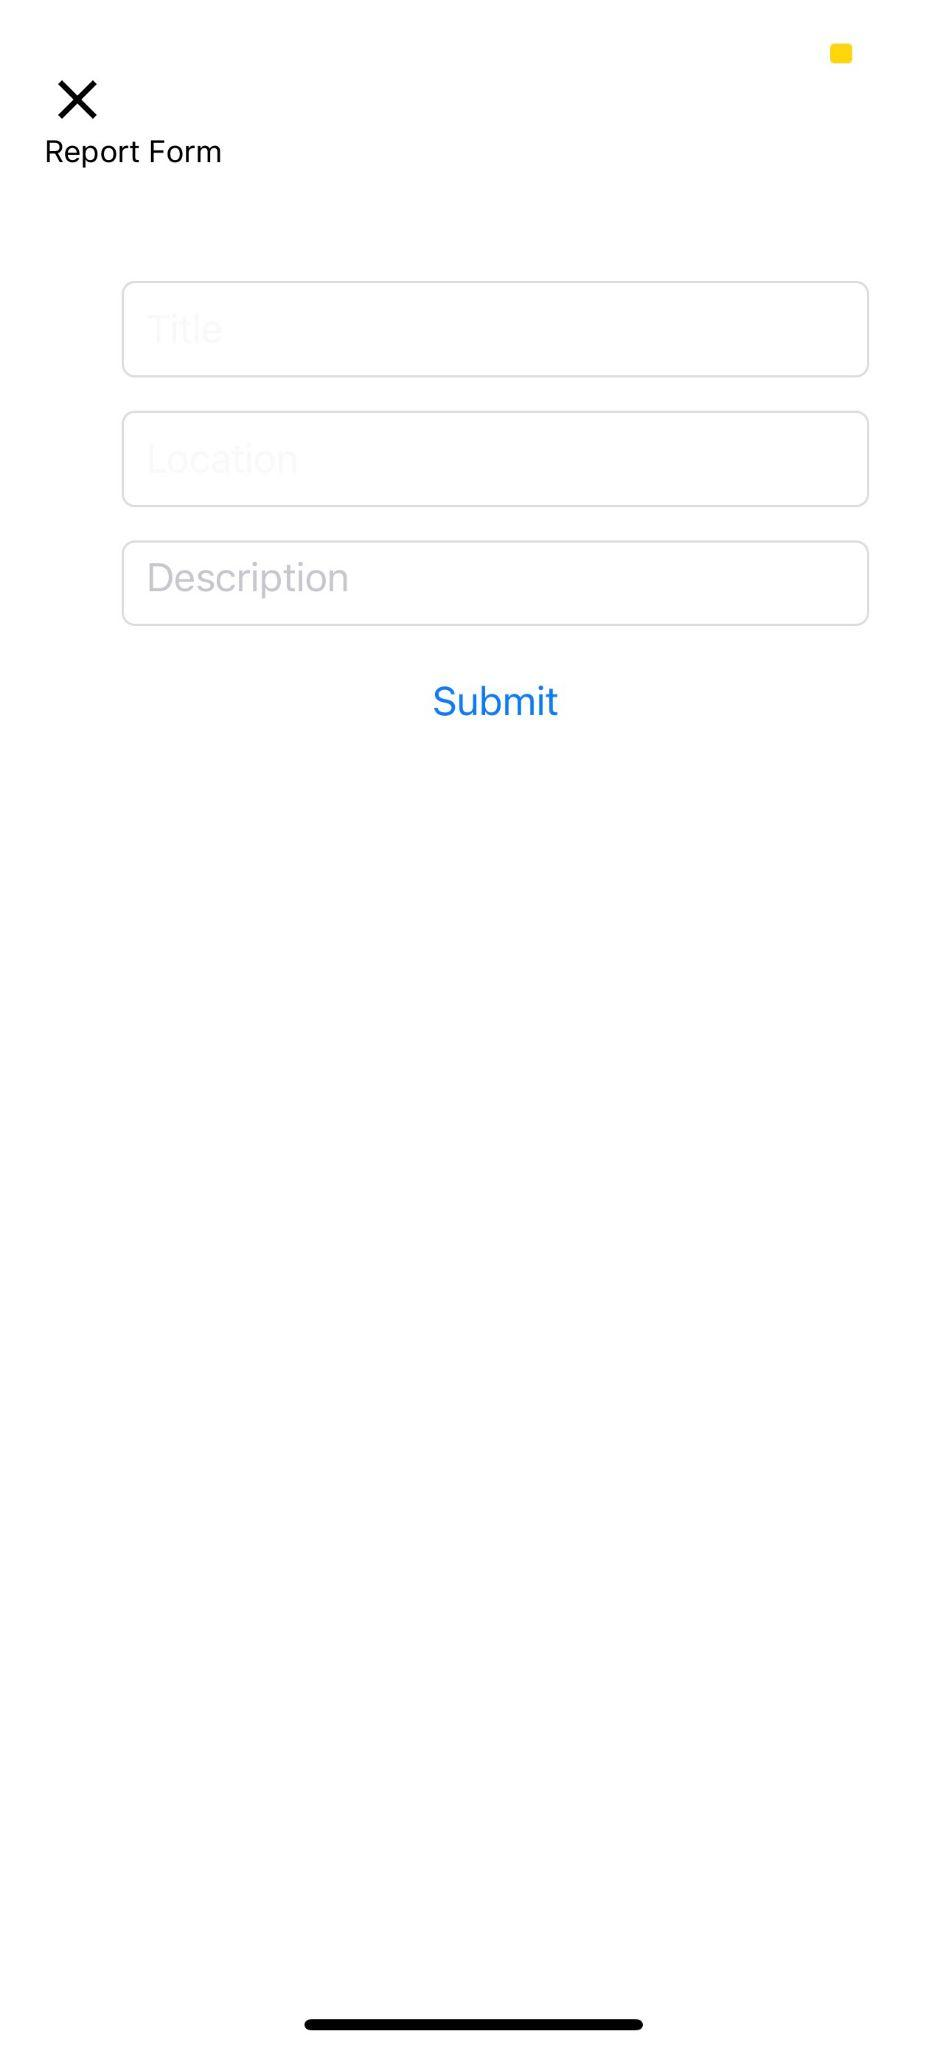 Report Form
Title
Location
Description
Submit